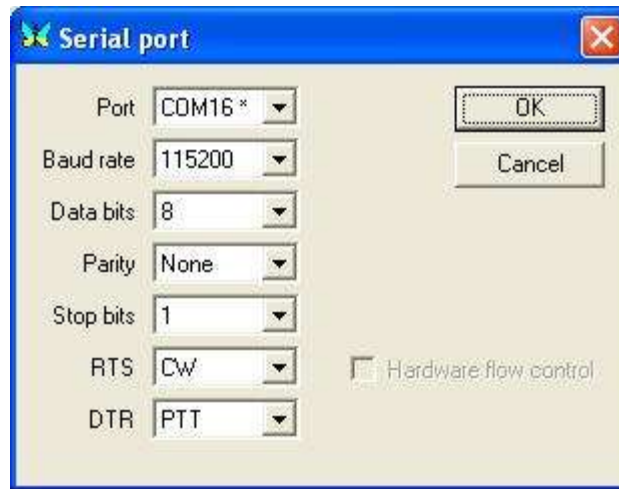 Serial port
Port COM16 * OK
Baud rate 115200 Cancel
Data bits 8
Parity None
Stop bits 1
RTS CW Hardware flow control
DTR PTT